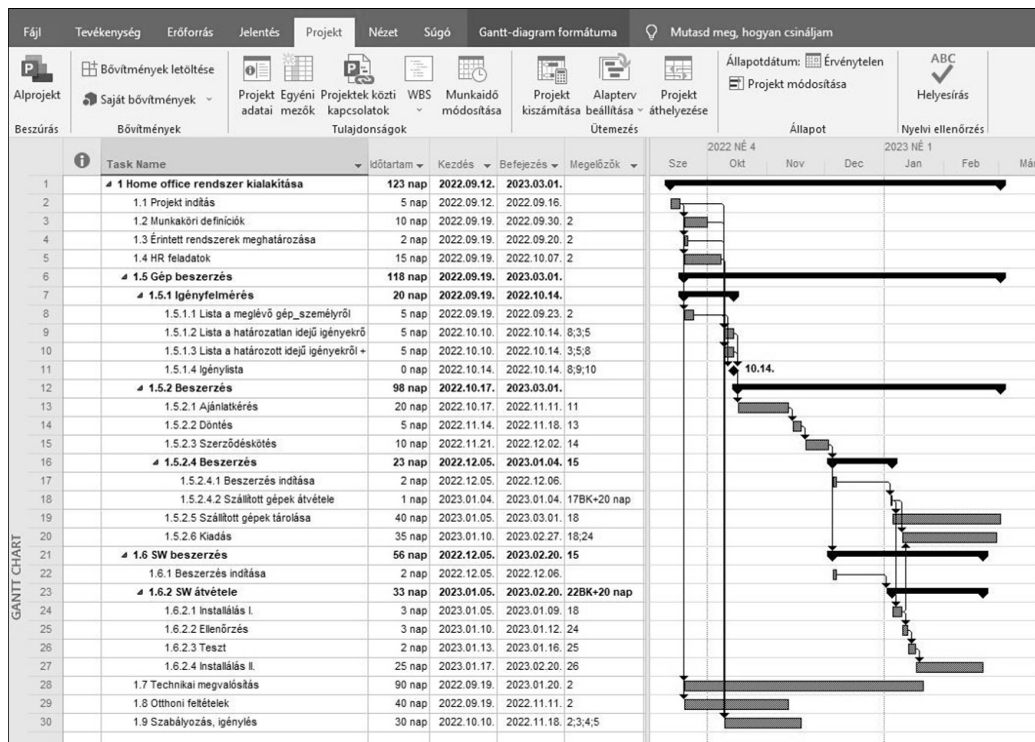 Fájl Tevékenység Erőforrás Jelentés Projekt Nézet Súgó Gantt-diagram formátuma Mutasd meg, hogyan csináljam
Alprojekt
Beszúrás
Bővítmények letöltése
Saját bővítmények
Bővítmények
Projekt adatai
Egyéni mezők
Projektek közti kapcsolatok
WBS
Munkaidő módosítása
Tulajdonságok
Projekt kiszámítása
Alapterv beállítása
Projekt áthelyezése
Ütemezés
Állapotdátum: Érvénytelen
Projekt módosítása
Állapot
ABC
Helyesírás
Nyelvi ellenőrzés
2022 NÉ 4 2023 NÉ 1
Task Name Időtartam Kezdés Befejezés Megelőzők Sze Okt Nov Dec Jan Feb Már
1 1 Home office rendszer kialakítása 123 nap 2022.09.12. 2023.03.01.
2 1.1 Projekt indítás 5 nap 2022.09.12. 2022.09.16.
3 1.2 Munkaköri definíciók 10 nap 2022.09.19. 2022.09.30. 2
4 1.3 Érintett rendszerek meghatározása 2 nap 2022.09.19. 2022.09.20. 2
5 1.4 HR feladatok 15 nap 2022.09.19. 2022.10.07. 2
6 1.5 Gép beszerzés 118 nap 2022.09.19. 2023.03.01.
7 1.5.1 Igényfelmérés 20 nap 2022.09.19. 2022.10.14.
8 1.5.1.1 Lista a meglévő gép_személyről 5 nap 2022.09.19. 2022.09.23. 2
9 1.5.1.2 Lista a határozatlan idejű igényekrő 5 nap 2022.10.10. 2022.10.14. 8;3;5
10 1.5.1.3 Lista a határozott idejű igényekről + 5 nap 2022.10.10. 2022.10.14. 3;5;8
11 1.5.1.4 Igénylista 0 nap 2022.10.14. 2022.10.14. 8;9;10 10.14.
12 1.5.2 Beszerzés 98 nap 2022.10.17. 2023.03.01.
13 1.5.2.1 Ajánlatkérés 20 nap 2022.10.17. 2022.11.11. 11
14 1.5.2.2 Döntés 5 nap 2022.11.14. 2022.11.18. 13
15 1.5.2.3 Szerződéskötés 10 nap 2022.11.21. 2022.12.02. 14
16 1.5.2.4 Beszerzés 23 nap 2022.12.05. 2023.01.04. 15
17 1.5.2.4.1 Beszerzés indítása 2 nap 2022.12.05. 2022.12.06.
18 1.5.2.4.2 Szállított gépek átvétele 1 nap 2023.01.04. 2023.01.04. 17BK+20 nap
19 1.5.2.5 Szállított gépek tárolása 40 nap 2023.01.05. 2023.03.01. 18
20 1.5.2.6 Kiadás 35 nap 2023.01.10. 2023.02.27. 18;24
21 1.6 SW beszerzés 56 nap 2022.12.05. 2023.02.20. 15
22 1.6.1 Beszerzés indítása 2 nap 2022.12.05. 2022.12.06.
23 1.6.2 SW átvétele 33 nap 2023.01.05. 2023.02.20. 22BK+20 nap
24 1.6.2.1 Installálás I. 3 nap 2023.01.05. 2023.01.09. 18
25 1.6.2.2 Ellenőrzés 3 nap 2023.01.10. 2023.01.12. 24
26 1.6.2.3 Teszt 2 nap 2023.01.13. 2023.01.16. 25
27 1.6.2.4 Installálás II. 25 nap 2023.01.17. 2023.02.20. 26
28 1.7 Technikai megvalósítás 90 nap 2022.09.19. 2023.01.20. 2
29 1.8 Otthoni feltételek 40 nap 2022.09.19. 2022.11.11. 2
30 1.9 Szabályozás, igénylés 30 nap 2022.10.10. 2022.11.18. 2;3;4;5
GANTT CHART